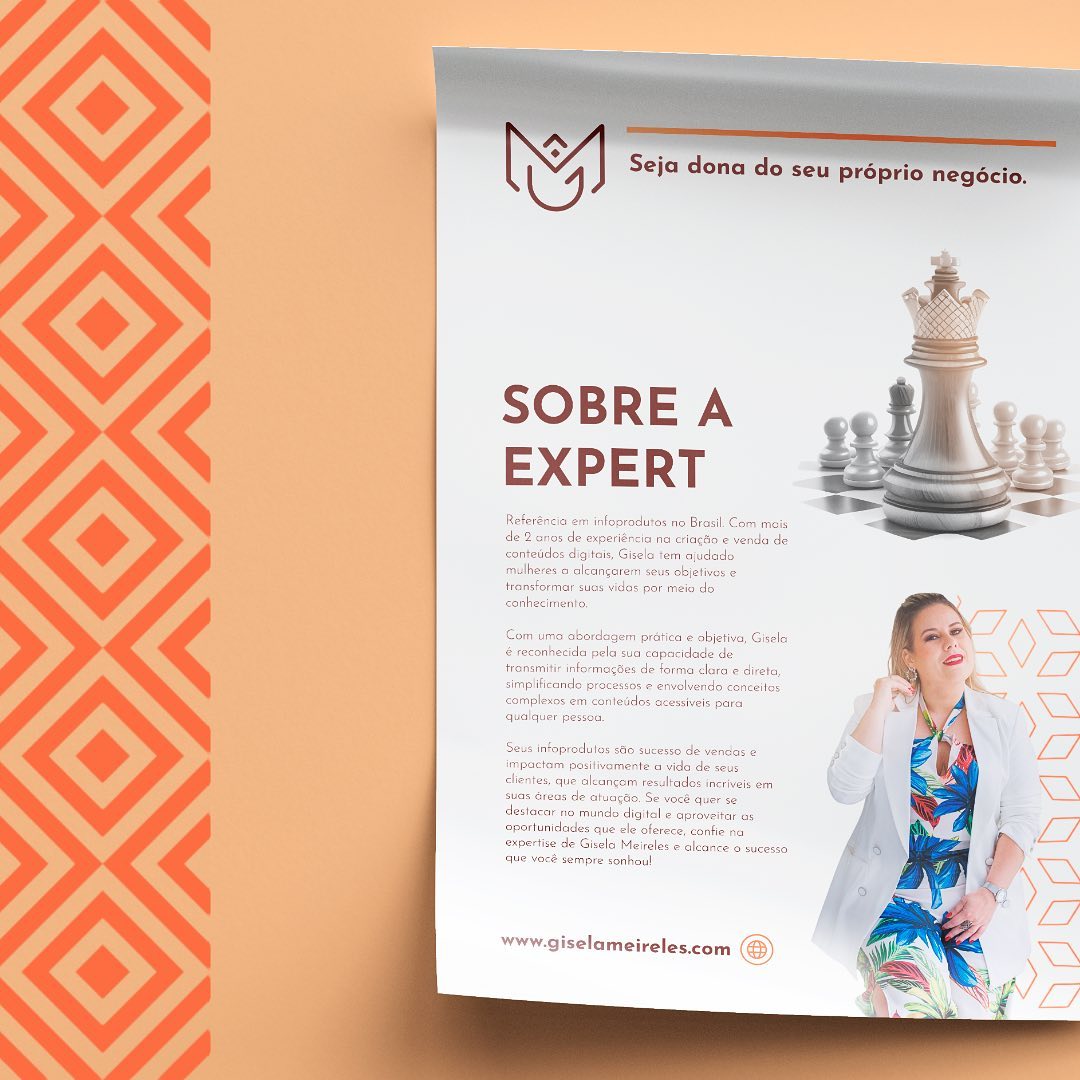 Seja dona do seu próprio negócio.
SOBRE A
EXPERT
Referência em infoprodutos no Brasil. Com mais
de 2 anos de experiência na criação e venda de
conteúdos digitais, Gisela tem ajudado
mulheres a alcançarem seus objetivos e
transformar suas vidas por meio do
conhecimento.
Com uma abordagem prática e objetiva, Gisela
é reconhecida pela sua capacidade de
transmitir informações de forma clara e direta,
simplificando processos e envolvendo conceitos
complexos em conteúdos acessíveis para
qualquer pessoa.
Seus infoprodutos são sucesso de vendas e
impactam positivamente a vida de seus
clientes, que alcançam resultados incríveis em
suas áreas de atuação. Se você quer se
destacar no mundo digital e aproveitar as
oportunidades que ele oferece, confie na
expertise de Gisela Meireles e alcance o sucesso
que você sempre sonhou!
www.giselameireles.com